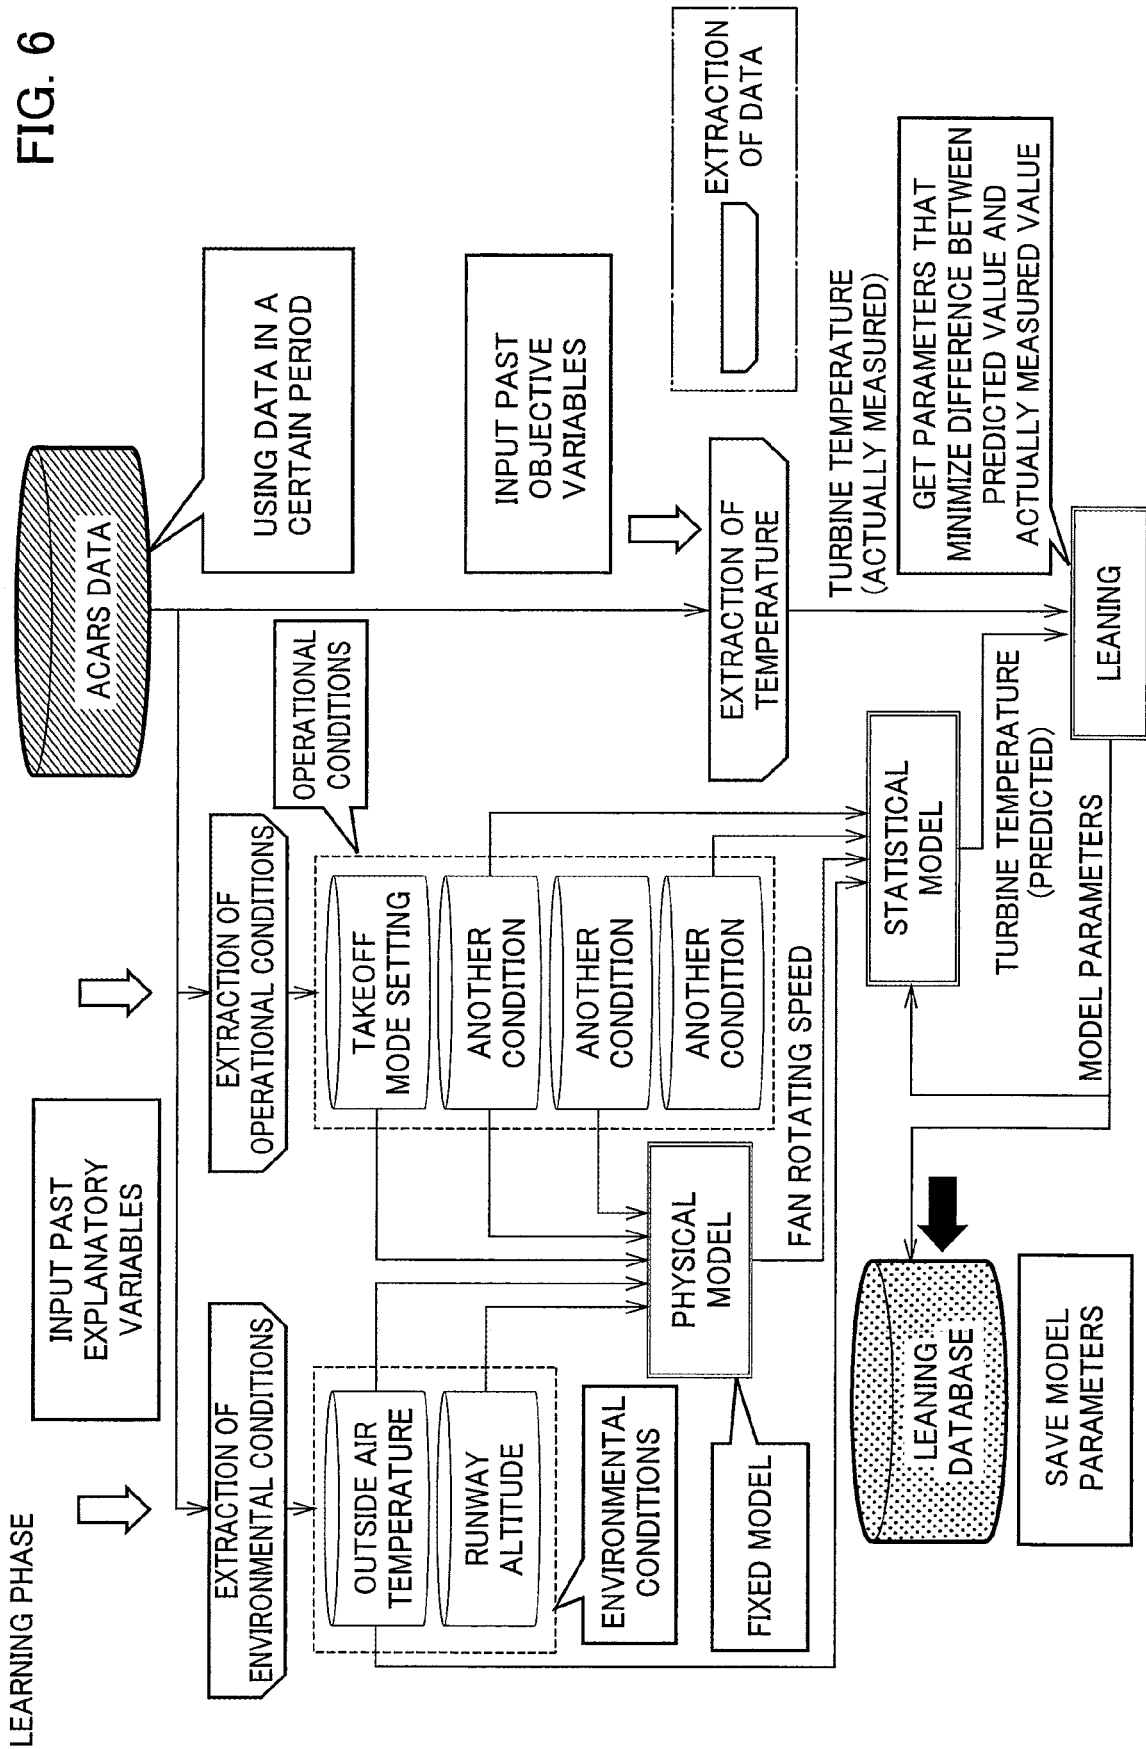 FIG. 6
LEARNING PHASE
INPUT PAST
EXPLANATORY
VARIABLES
ACARS DATA
USING DATA IN A
CERTAIN PERIOD
EXTRACTION OF
ENVIRONMENTAL CONDITIONS
EXTRACTION OF
OPERATIONAL CONDITIONS
OPERATIONAL
CONDITIONS
OUTSIDE AIR
TEMPERATURE
RUNWAY
ALTITUDE
ENVIRONMENTAL
CONDITIONS
TAKEOFF
MODE SETTING
ANOTHER
CONDITION
ANOTHER
CONDITION
ANOTHER
CONDITION
INPUT PAST
OBJECTIVE
VARIABLES
EXTRACTION OF
TEMPERATURE
EXTRACTION
OF DATA
PHYSICAL
MODEL
FIXED MODEL
FAN ROTATING SPEED
TURBINE TEMPERATURE
(ACTUALLY MEASURED)
STATISTICAL
MODEL
GET PARAMETERS THAT
MINIMIZE DIFFERENCE BETWEEN
PREDICTED VALUE AND
ACTUALLY MEASURED VALUE
TURBINE TEMPERATURE
(PREDICTED)
LEANING
MODEL PARAMETERS
LEANING
DATABASE
SAVE MODEL
PARAMETERS